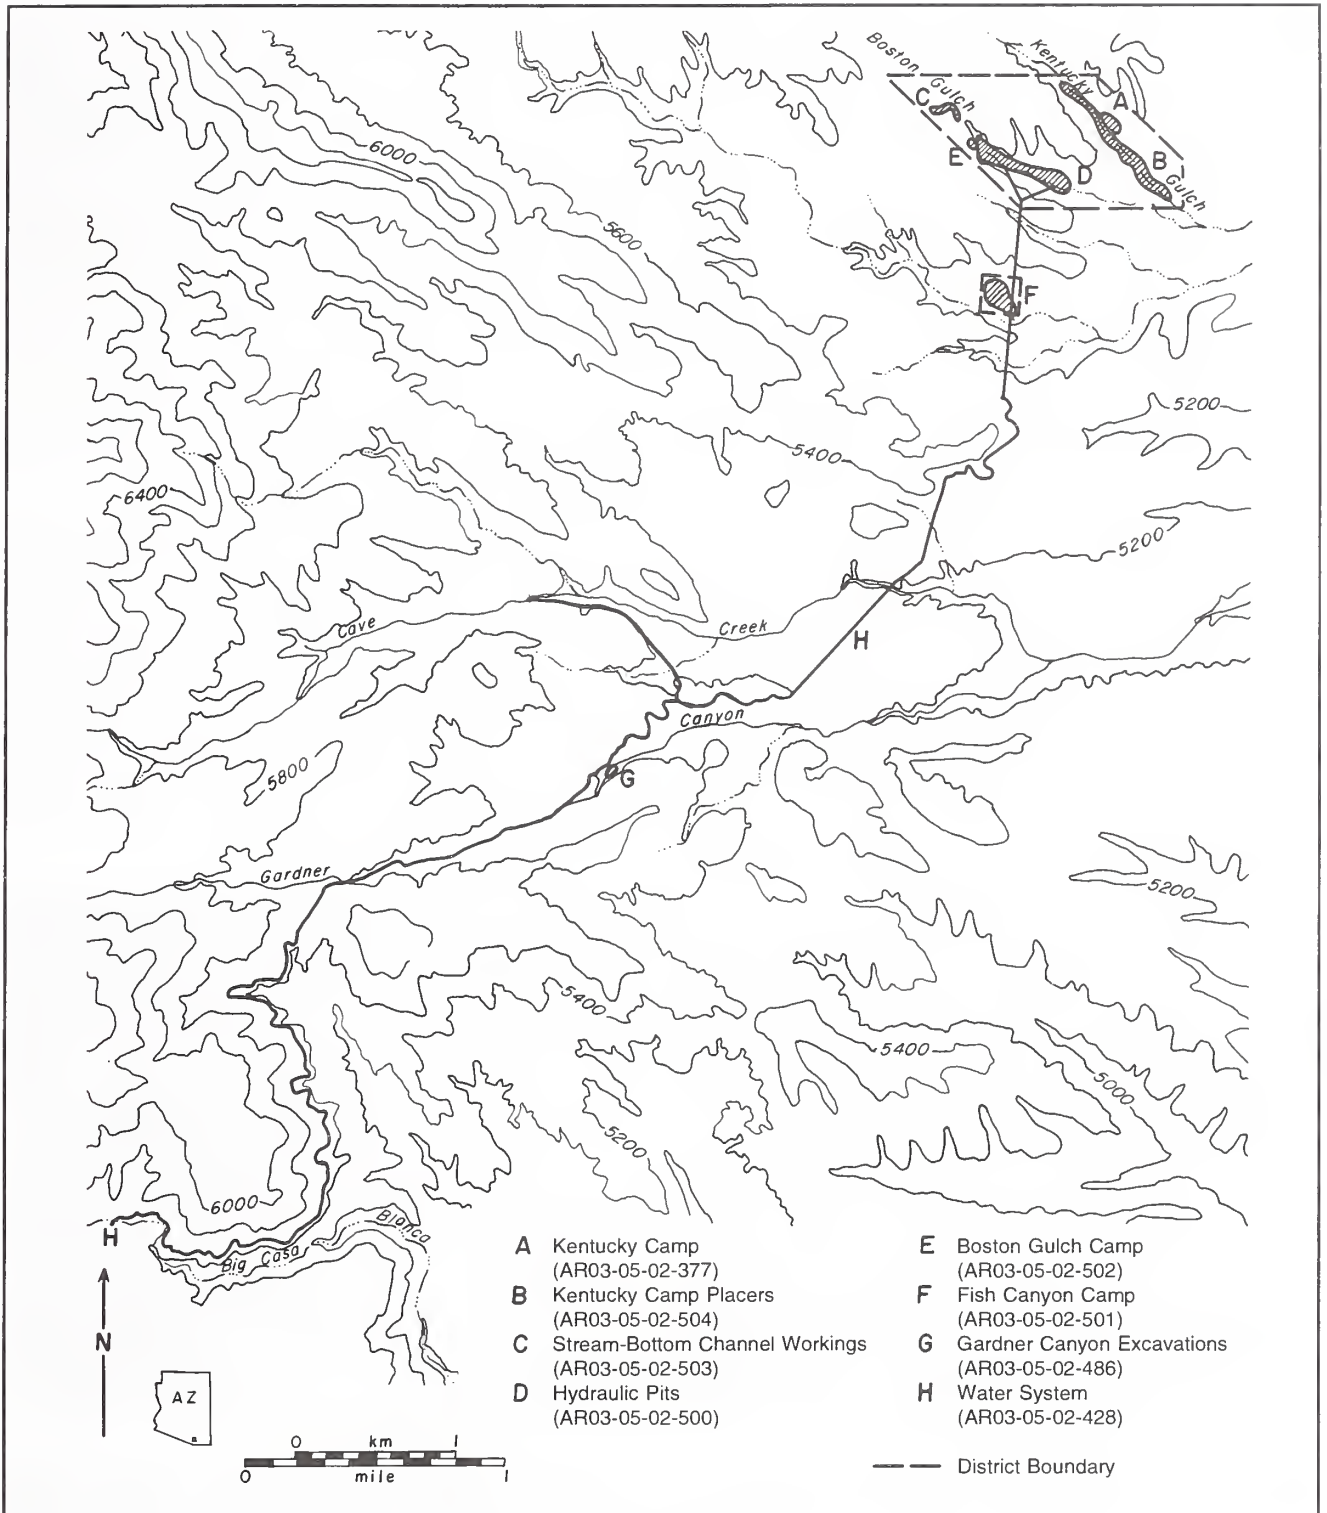 Boston Gulch
Kentucky Gulch
C
A
E
B
D
6000
5600
F
5200
5400
6400
5200
Cave Creek
H
Canyon
G
5800
Gardner
5200
5400
5400
5000
5200
6000
H
Big Casa Blanca
N
AZ
0 km 1
0 mile 1
A Kentucky Camp
(AR03-05-02-377)
B Kentucky Camp Placers
(AR03-05-02-504)
C Stream-Bottom Channel Workings
(AR03-05-02-503)
D Hydraulic Pits
(AR03-05-02-500)
E Boston Gulch Camp
(AR03-05-02-502)
F Fish Canyon Camp
(AR03-05-02-501)
G Gardner Canyon Excavations
(AR03-05-02-486)
H Water System
(AR03-05-02-428)
District Boundary